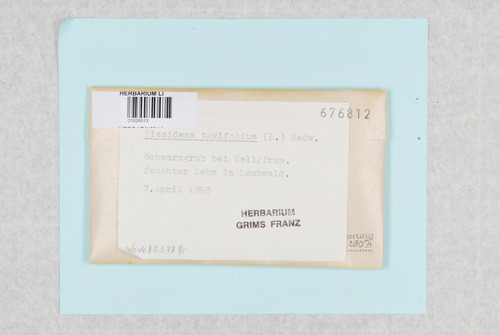 HERBARIUM LI
676812
Fissidens taxifolius (L.) Hedw.
Schwarzgrub bei Zell/Pram,
feuchter Lehm im Laubwald.
7.April 1963
HERBARIUM
GRIMS FRANZ